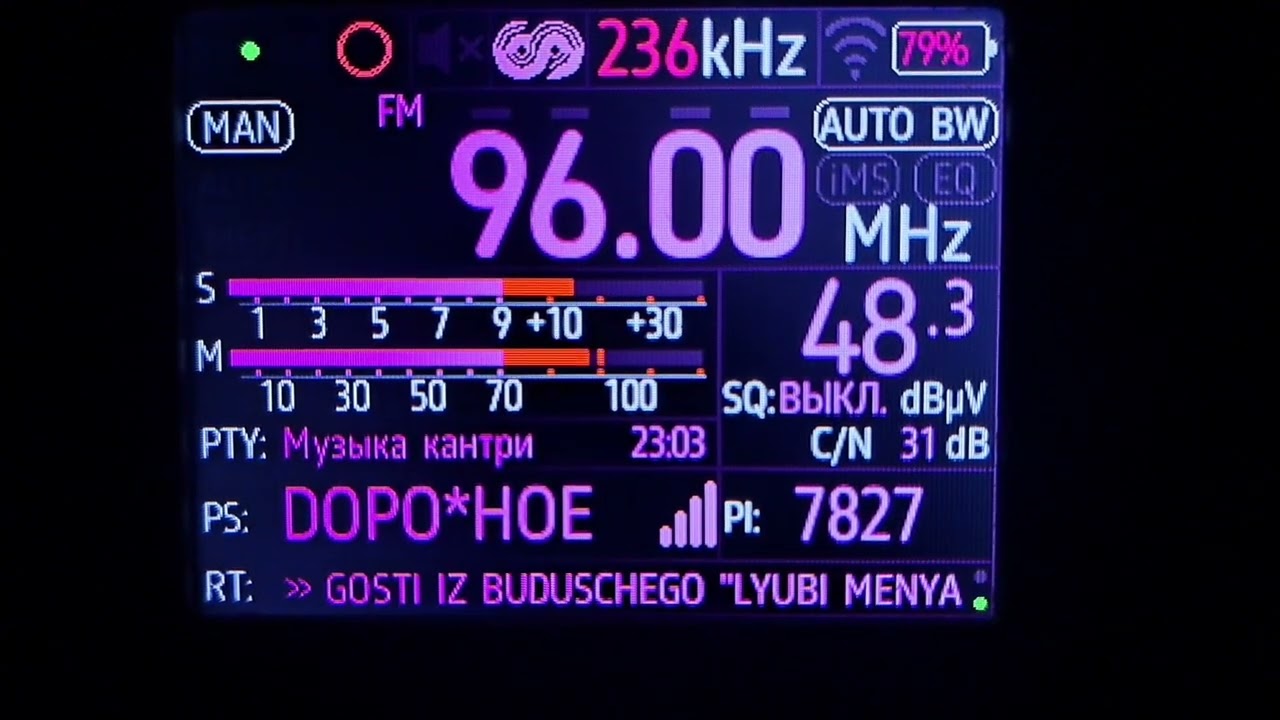 236kHz 79%
MAN FM 96.00 MHz AUTO BW
iMS EQ
S 1 3 5 7 9 +10 +30
M 10 30 50 70 100
48.3
SQ:ВЫКЛ. dBµV
PTY: Музыка кантри 23:03 C/N 31 dB
PS: DOPO*HOE PI: 7827
RT: >> GOSTI IZ BUDUSCHEGO "LYUBI MENYA